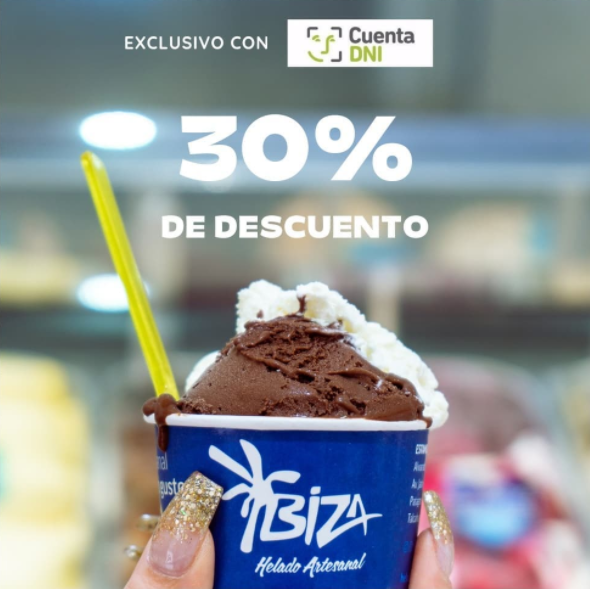 EXCLUSIVO CON
Cuenta
DNI
30%
DE DESCUENTO
IBIZA
Helado Artesanal